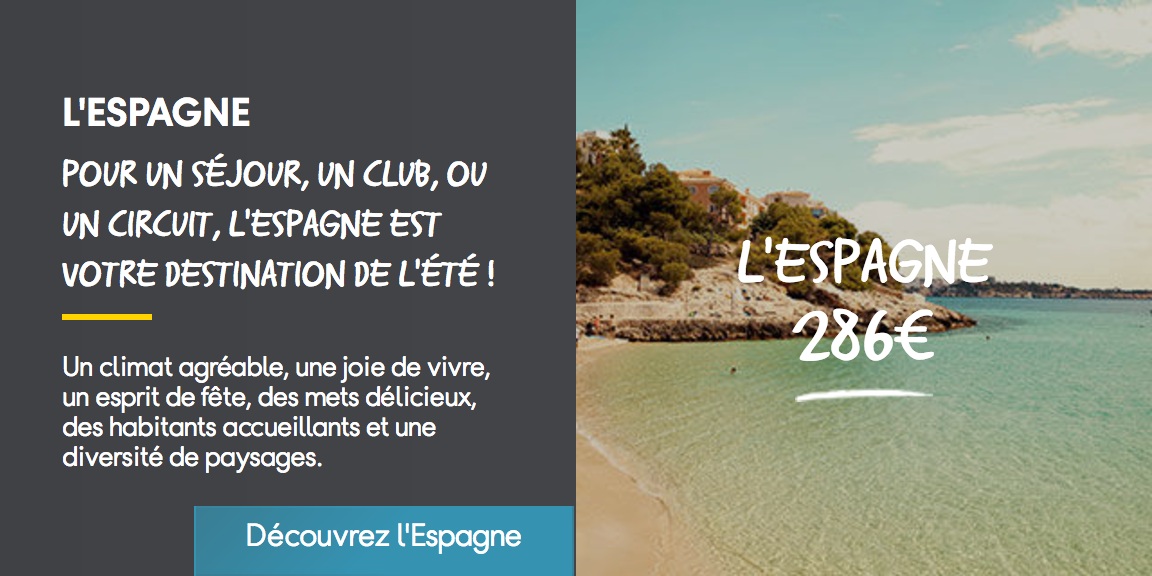 L'ESPAGNE
POUR UN SÉJOUR, UN CLUB, OU
UN CIRCUIT, L'ESPAGNE EST
VOTRE DESTINATION DE L'ÉTÉ !
Un climat agréable, une joie de vivre,
un esprit de fête, des mets délicieux,
des habitants accueillants et une
diversité de paysages.
Découvrez l'Espagne
L'ESPAGNE
286€